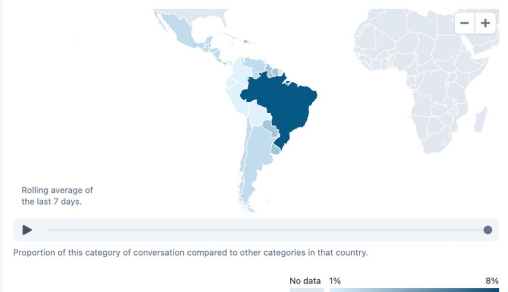 Rolling average of
the last 7 days.
Proportion of this category of conversation compared to other categories in that country.
No data 1% 8%